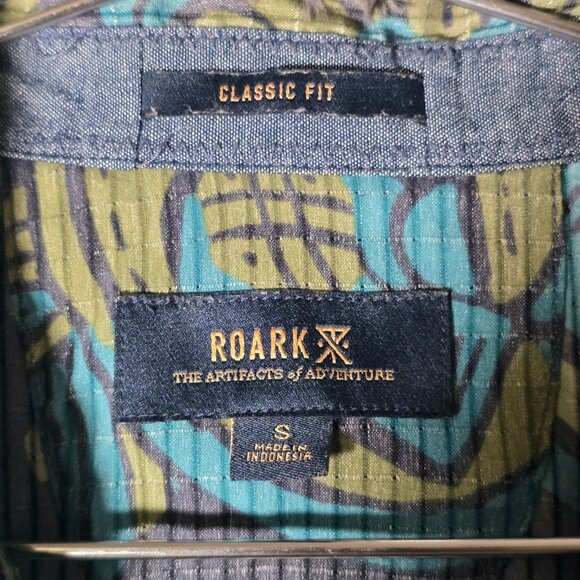 CLASSIC FIT
ROARK
THE ARTIFACTS of ADVENTURE
S
MADE IN
INDONESIA